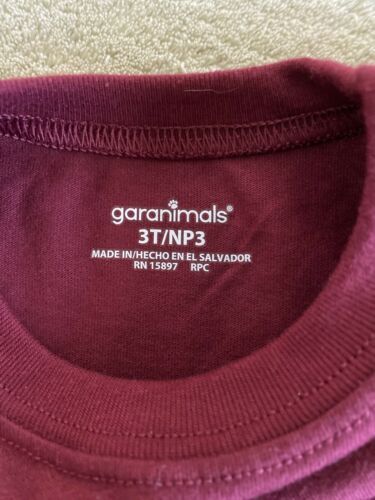 garanimals®
3T/NP3
MADE IN/HECHO EN EL SALVADOR
RN 15897 RPC